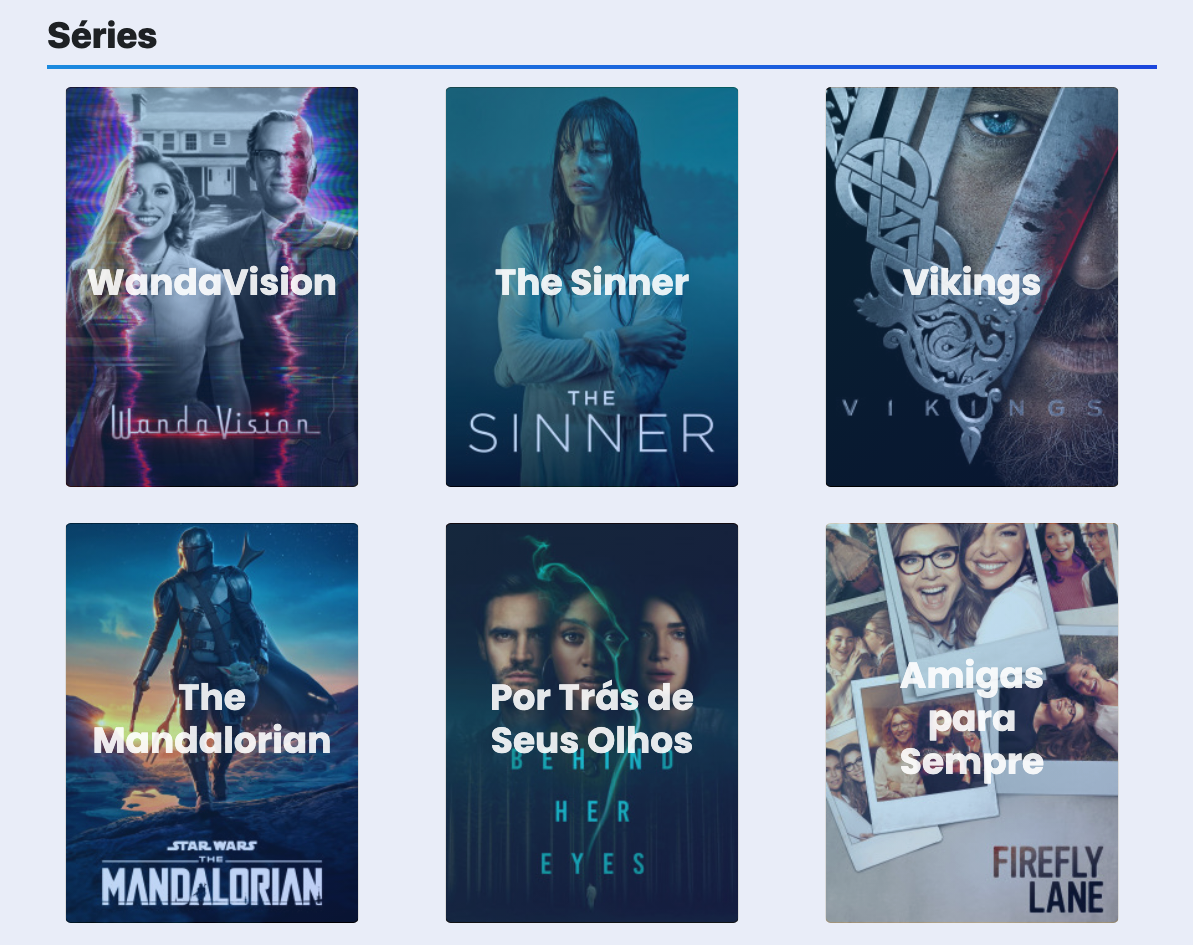 Séries
WandaVision
WandaVision
The Sinner
THE
SINNER
Vikings
VIKINGS
The
Mandalorian
STAR WARS
THE
MANDALORIAN
Por Trás de
Seus Olhos
BEHIND
HER
EYES
Amigas
para
Sempre
FIREFLY
LANE